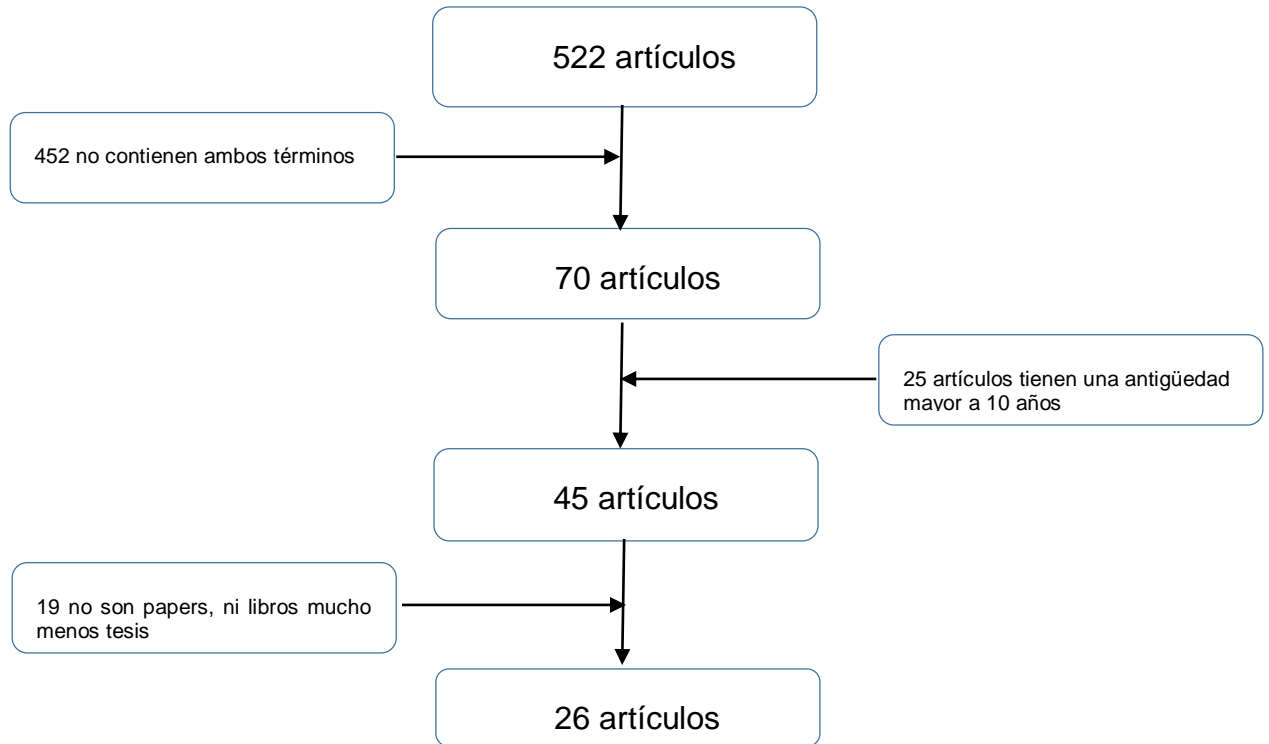 522 artículos
452 no contienen ambos términos
70 artículos
25 artículos tienen una antigüedad
mayor a 10 años
45 artículos
19 no son papers, ni libros mucho
menos tesis
26 artículos